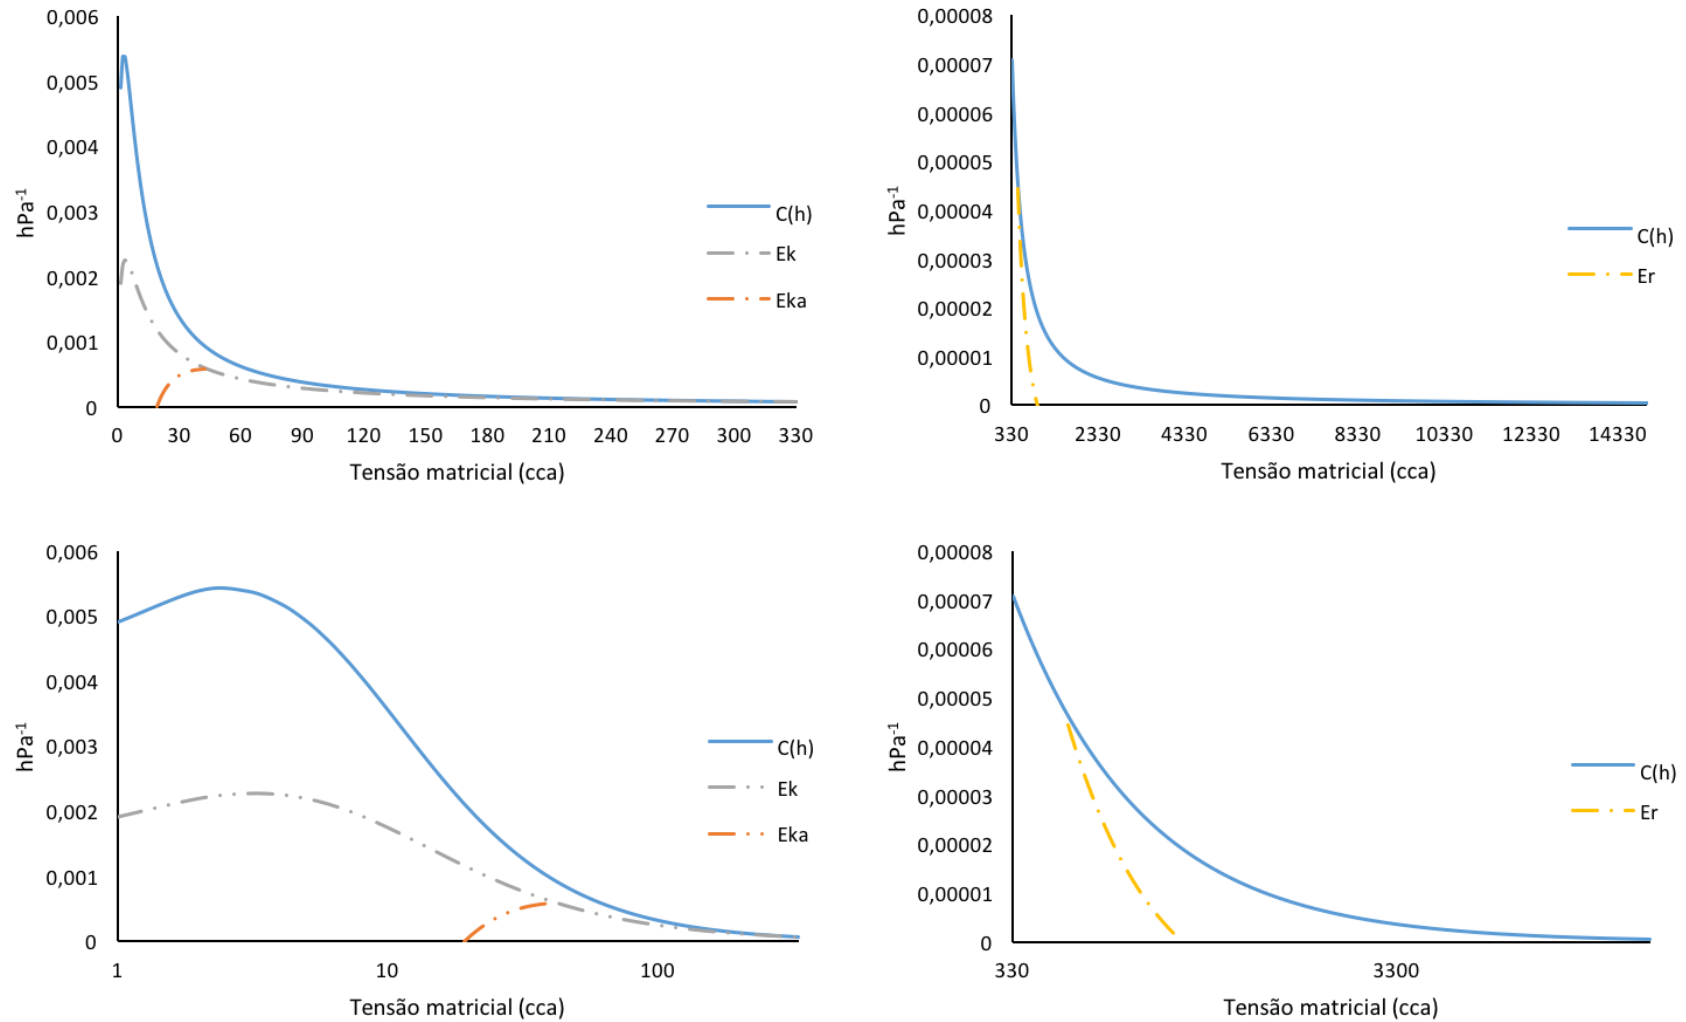 0,006
0,005
0,004
0,003
0,002
0,001
0
hPa-1
0 30 60 90 120 150 180 210 240 270 300 330
Tensão matricial (cca)
C(h)
Ek
Eka
0,00008
0,00007
0,00006
0,00005
0,00004
0,00003
0,00002
0,00001
0
hPa-1
330 2330 4330 6330 8330 10330 12330 14330
Tensão matricial (cca)
C(h)
Er
0,006
0,005
0,004
0,003
0,002
0,001
0
hPa-1
1 10 100
Tensão matricial (cca)
C(h)
Ek
Eka
0,00008
0,00007
0,00006
0,00005
0,00004
0,00003
0,00002
0,00001
0
hPa-1
330 3300
Tensão matricial (cca)
C(h)
Er